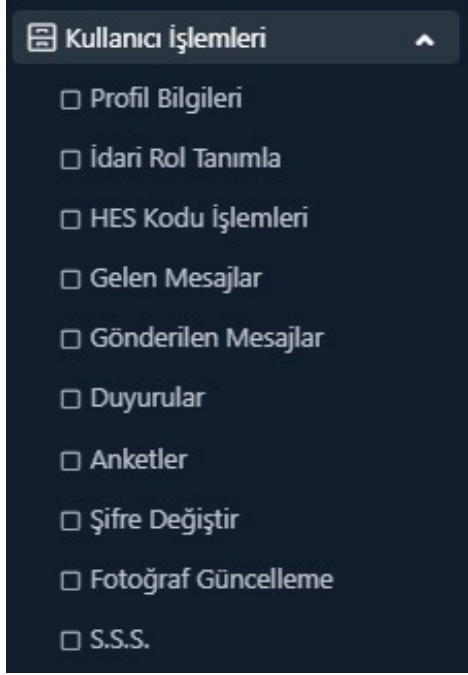 Kullanıcı İşlemleri
Profil Bilgileri
İdari Rol Tanımla
HES Kodu İşlemleri
Gelen Mesajlar
Gönderilen Mesajlar
Duyurular
Anketler
Şifre Değiştir
Fotoğraf Güncelleme
S.S.S.